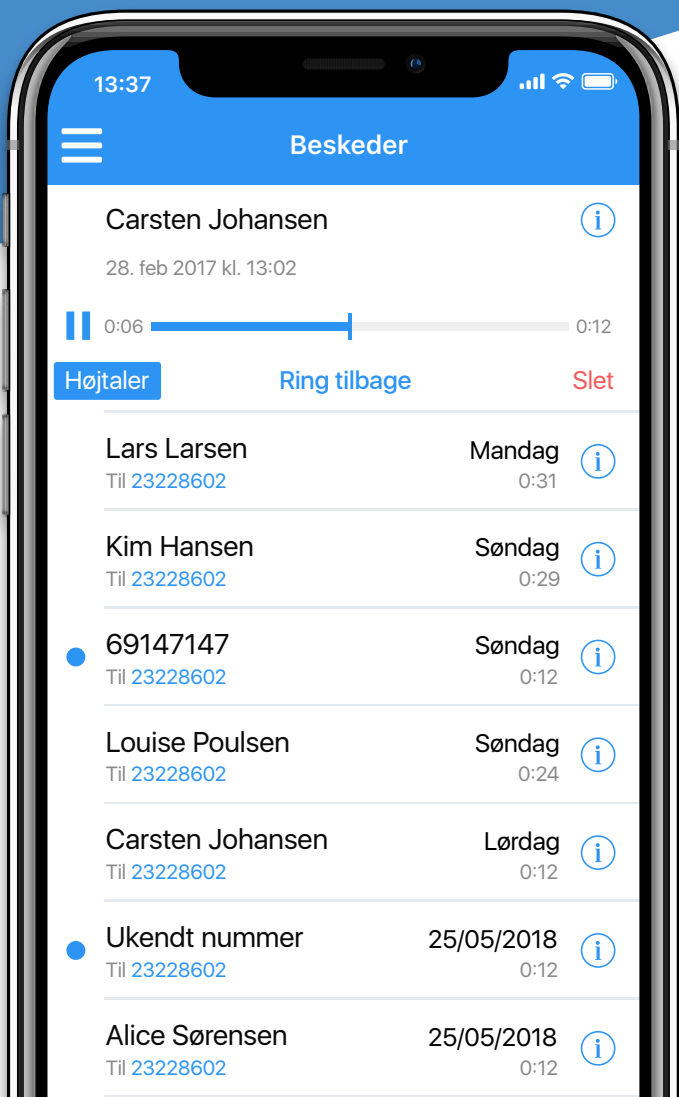 13:37
Beskeder
Carsten Johansen
28. feb 2017 kl. 13:02
0:06 0:12
Højtaler Ring tilbage Slet
Lars Larsen Mandag
Til 23228602 0:31
Kim Hansen Søndag
Til 23228602 0:29
69147147 Søndag
Til 23228602 0:12
Louise Poulsen Søndag
Til 23228602 0:24
Carsten Johansen Lørdag
Til 23228602 0:12
Ukendt nummer 25/05/2018
Til 23228602 0:12
Alice Sørensen 25/05/2018
Til 23228602 0:12